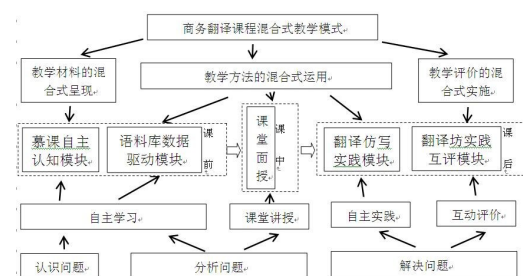 商务翻译课程混合式教学模式
教学材料的混
合式呈现
教学方法的混合式运用
教学评价的混
合式实施
慕课自主
认知模块
语料库数据
驱动模块
课
前
课
堂
面
授
课
中
翻译仿写
实践模块
翻译坊实践
互评模块
课
后
自主学习
课堂讲授
自主实践
互动评价
认识问题
分析问题
解决问题